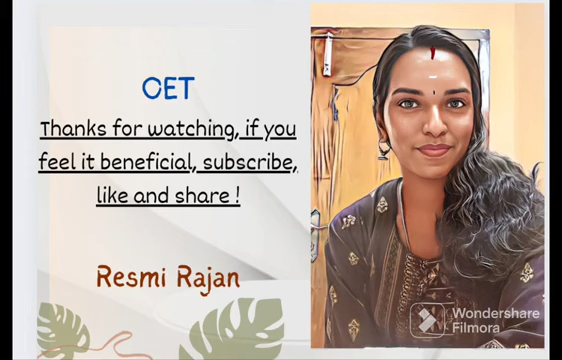 CET
Thanks for watching, if you
feel it beneficial, subscribe,
like and share !
Resmi Rajan
Wondershare
Filmora